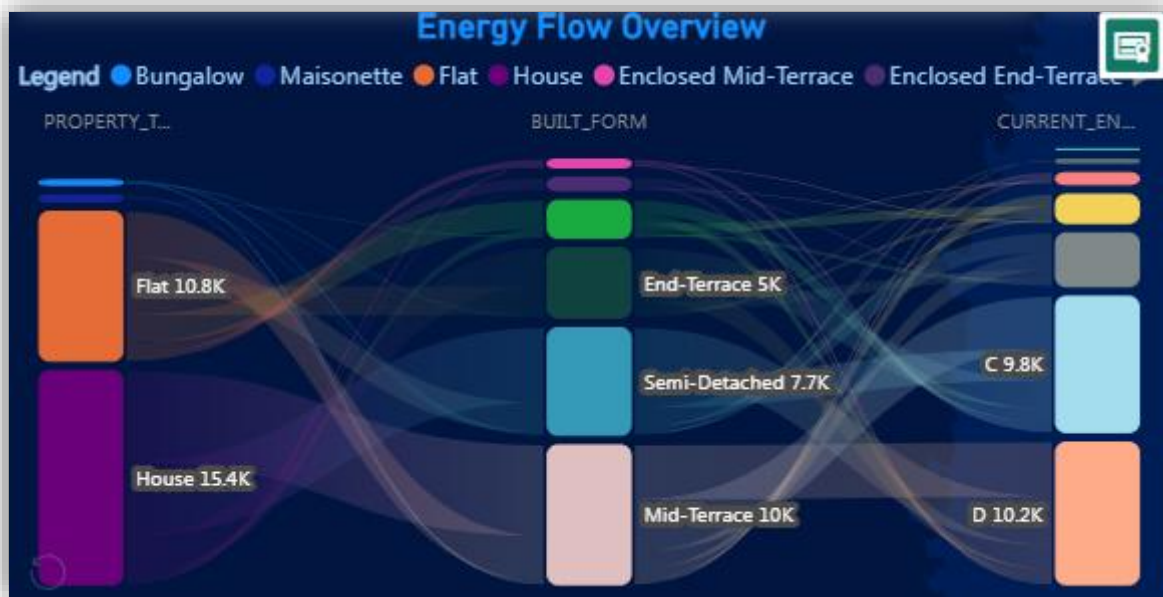 Energy Flow Overview
Legend Bungalow Maisonette Flat House Enclosed Mid-Terrace Enclosed End-Terrace
PROPERTY_T... BUILT_FORM CURRENT_EN...
Flat 10.8K
End-Terrace 5K
C 9.8K
Semi-Detached 7.7K
House 15.4K
Mid-Terrace 10K
D 10.2K